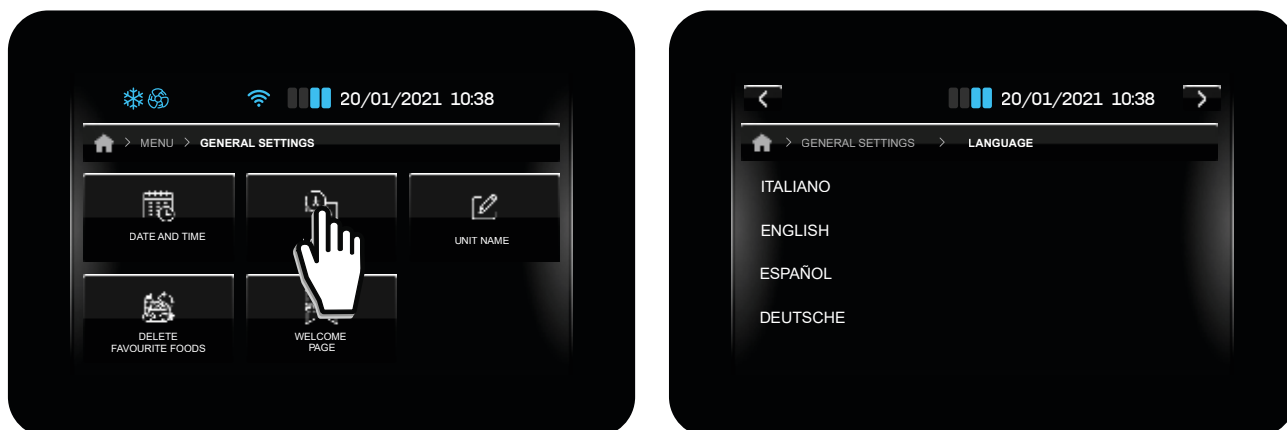 20/01/2021 10:38
MENU > GENERAL SETTINGS
DATE AND TIME
UNIT NAME
DELETE
FAVOURITE FOODS
WELCOME
PAGE
20/01/2021 10:38
GENERAL SETTINGS > LANGUAGE
ITALIANO
ENGLISH
ESPAÑOL
DEUTSCHE